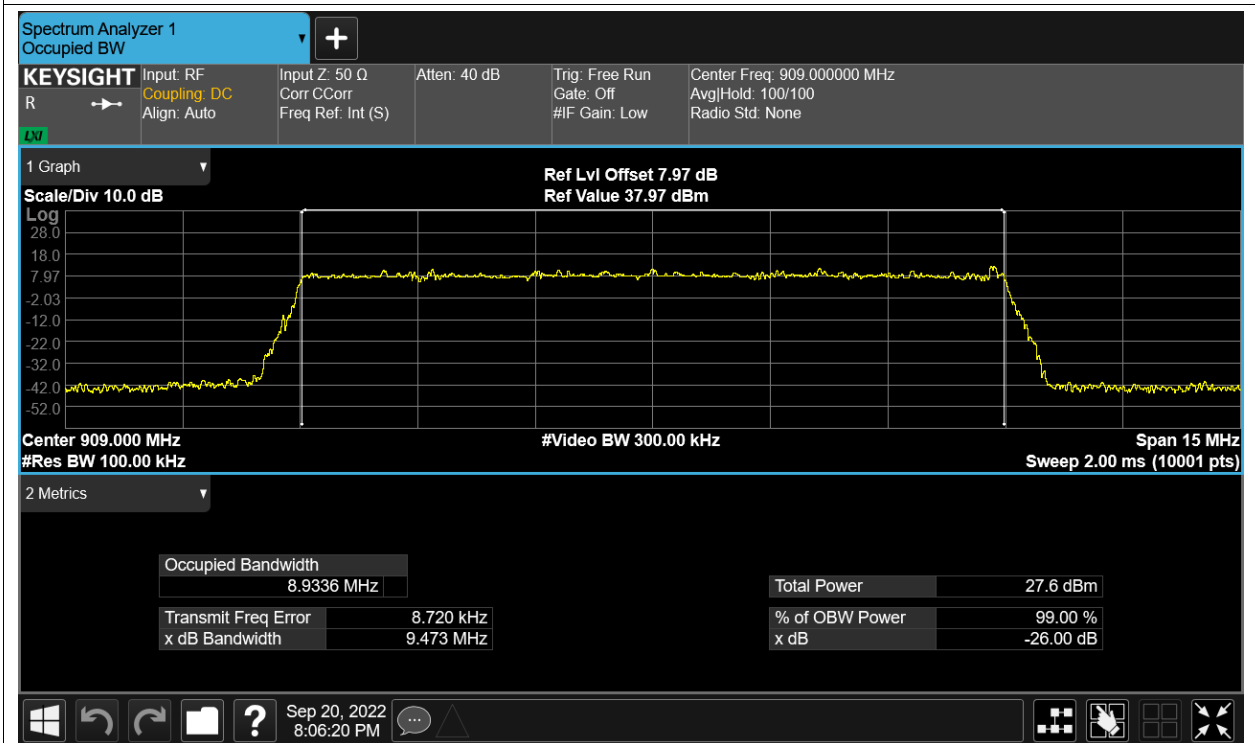 Spectrum Analyzer 1
Occupied BW
KEYSIGHT
R
LXI
Input: RF
Coupling: DC
Align: Auto
Input Z: 50 Ω
Corr CCorr
Freq Ref: Int (S)
Atten: 40 dB
Trig: Free Run
Gate: Off
#IF Gain: Low
Center Freq: 909.000000 MHz
Avg|Hold: 100/100
Radio Std: None
1 Graph
Ref Lvl Offset 7.97 dB
Scale/Div 10.0 dB
Ref Value 37.97 dBm
Log
28.0
18.0
7.97
-2.03
-12.0
-22.0
-32.0
-42.0
-52.0
Center 909.000 MHz
#Video BW 300.00 kHz
Span 15 MHz
#Res BW 100.00 kHz
Sweep 2.00 ms (10001 pts)
2 Metrics
Occupied Bandwidth
8.9336 MHz
Total Power 27.6 dBm
Transmit Freq Error 8.720 kHz
% of OBW Power 99.00 %
x dB Bandwidth 9.473 MHz
x dB -26.00 dB
Sep 20, 2022
8:06:20 PM